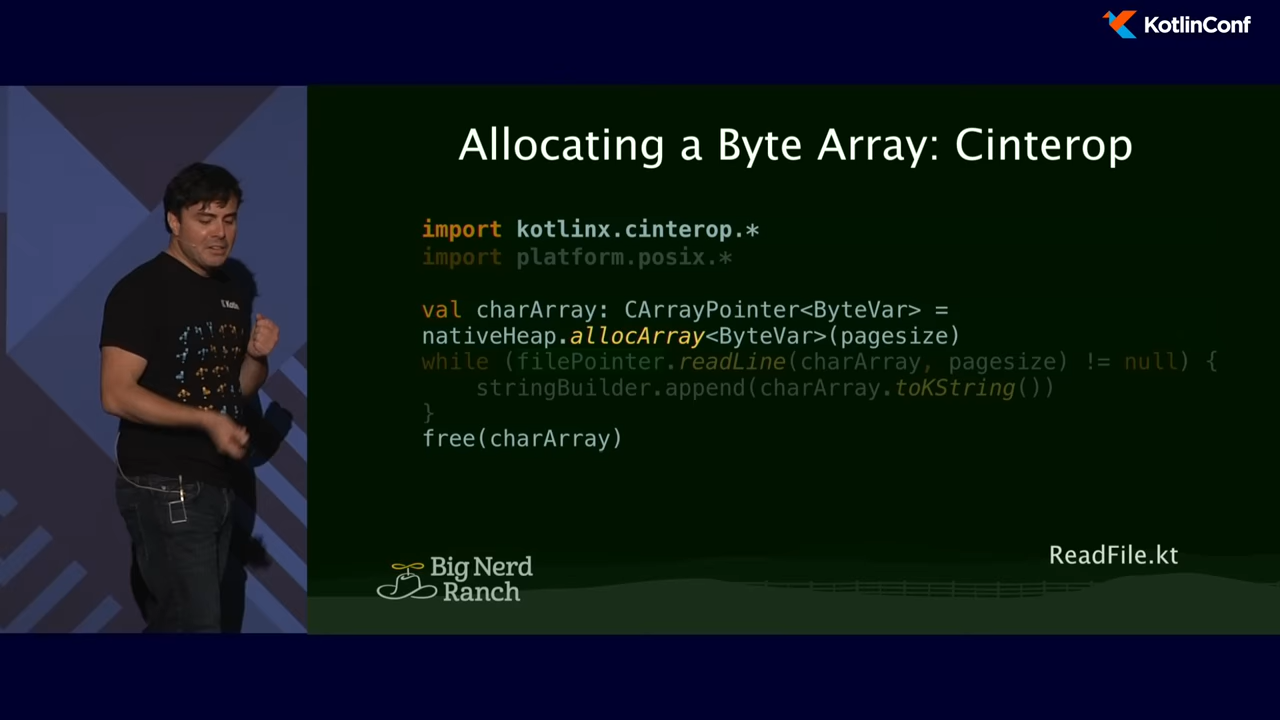 KotlinConf
Allocating a Byte Array: Cinterop
import kotlinx.cinterop.*
import platform.posix.*
val charArray: CArrayPointer<ByteVar> =
nativeHeap.allocArray<ByteVar>(pagesize)
while (filePointer.readLine(charArray, pagesize) != null) {
    stringBuilder.append(charArray.toKString())
}
free(charArray)
Kotlin
Big Nerd
Ranch
ReadFile.kt